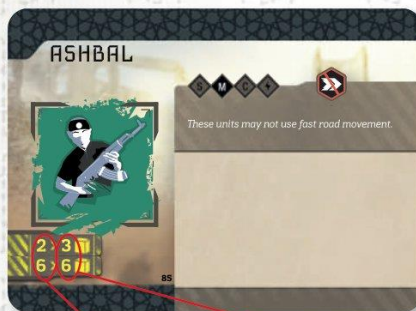 ASHBAL
S M C
These units may not use fast road movement.
2 × 3
6 × 6
85